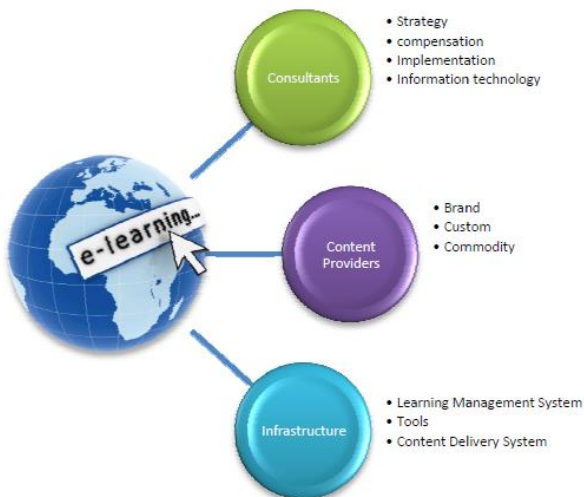 e-learning...
Consultants
• Strategy
• compensation
• Implementation
• Information technology
Content
Providers
• Brand
• Custom
• Commodity
Infrastructure
• Learning Management System
• Tools
• Content Delivery System